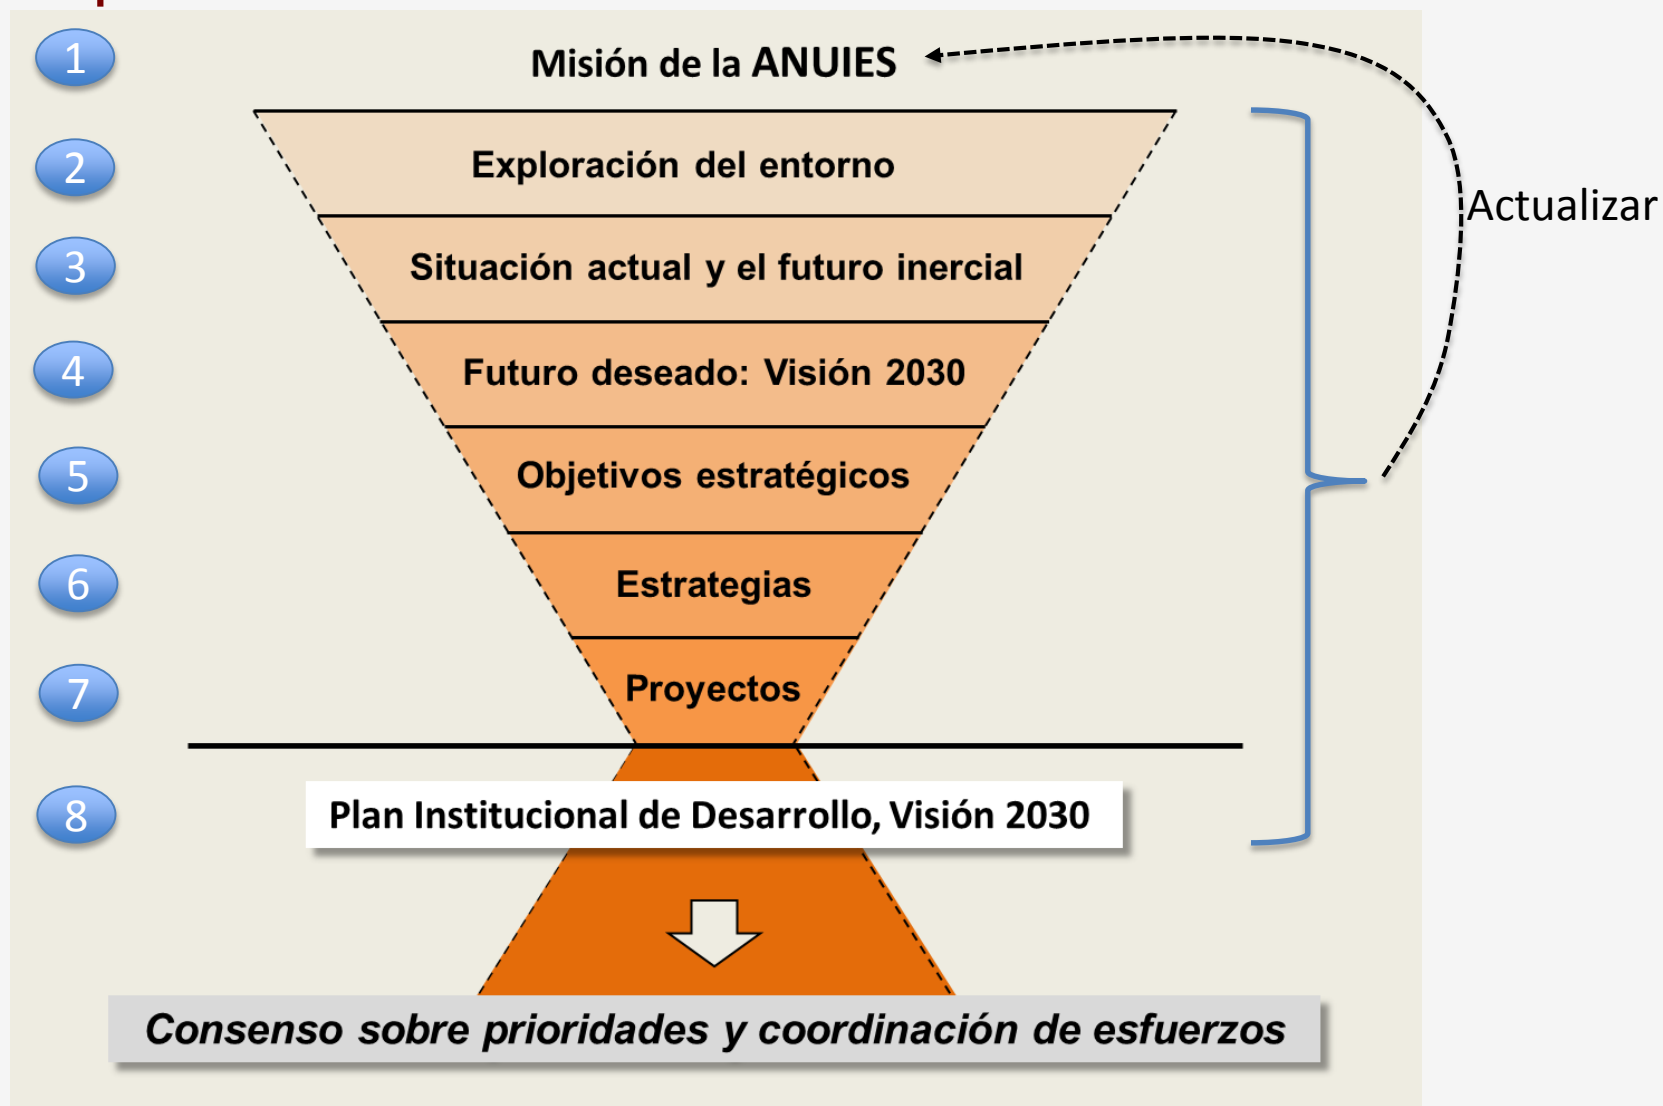 1
Misión de la ANUIES
2
Exploración del entorno
Actualizar
3
Situación actual y el futuro inercial
4
Futuro deseado: Visión 2030
5
Objetivos estratégicos
6
Estrategias
7
Proyectos
8
Plan Institucional de Desarrollo, Visión 2030
Consenso sobre prioridades y coordinación de esfuerzos